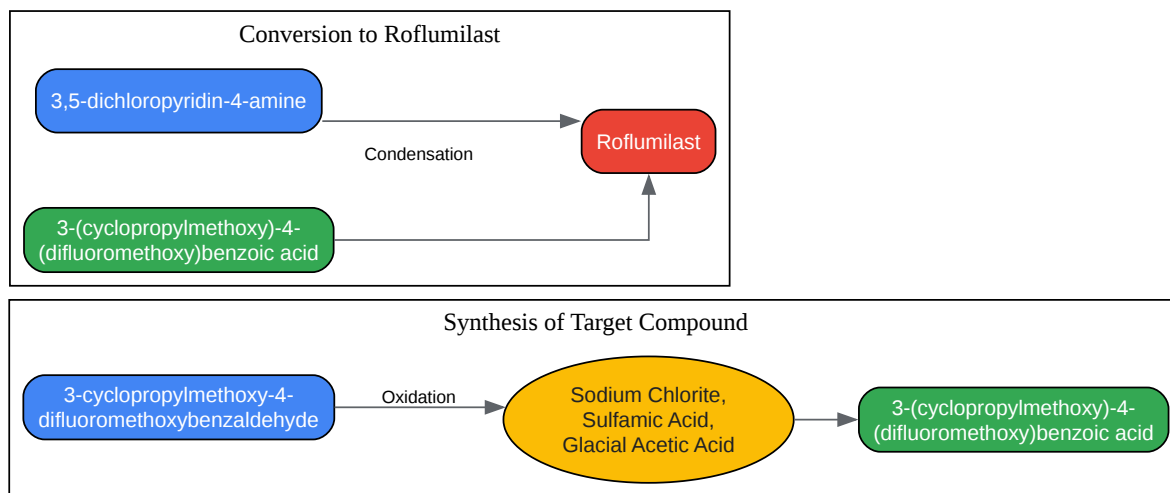 Conversion to Roflumilast
3,5-dichloropyridin-4-amine
Condensation
Roflumilast
3-(cyclopropylmethoxy)-4-
(difluoromethoxy)benzoic acid
Synthesis of Target Compound
3-cyclopropylmethoxy-4-
difluoromethoxybenzaldehyde
Oxidation
Sodium Chlorite,
Sulfamic Acid,
Glacial Acetic Acid
3-(cyclopropylmethoxy)-4-
(difluoromethoxy)benzoic acid